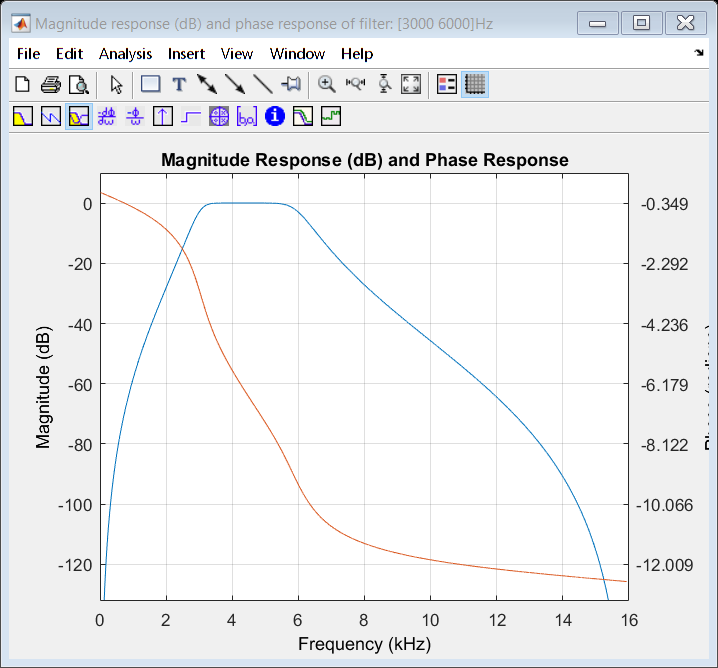 Magnitude response (dB) and phase response of filter: [3000 6000]Hz
File Edit Analysis Insert View Window Help
Magnitude Response (dB) and Phase Response
0
-20
-40
-60
-80
-100
-120
Magnitude (dB)
-0.349
-2.292
-4.236
-6.179
-8.122
-10.066
-12.009
0 2 4 6 8 10 12 14 16
Frequency (kHz)